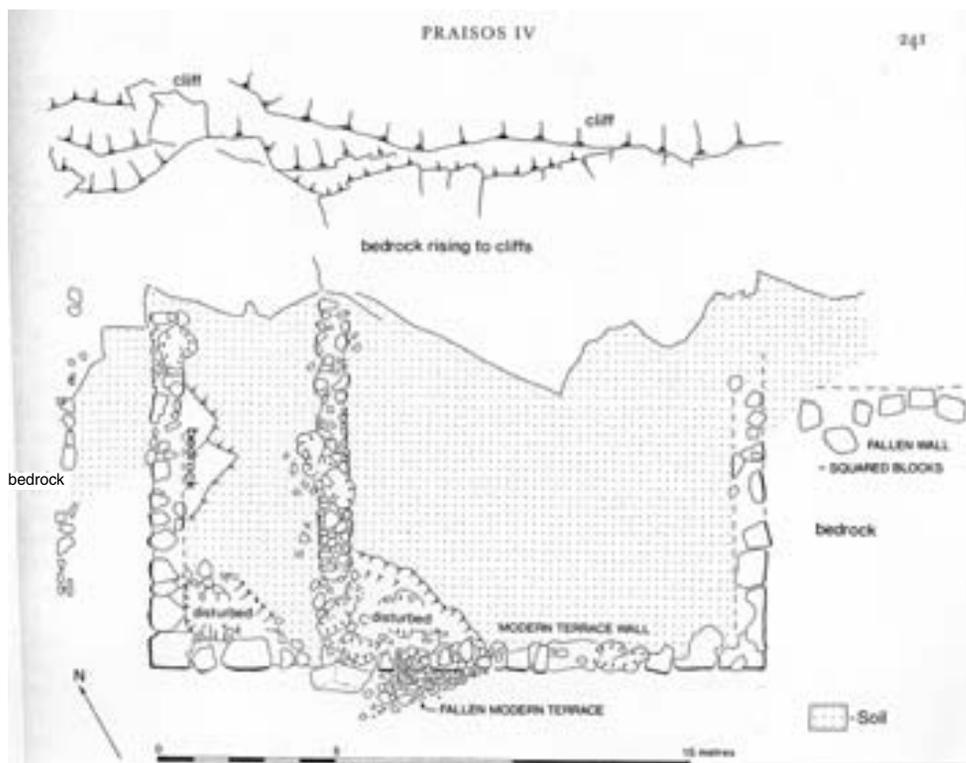 PRAISOS IV
241
cliff
cliff
bedrock rising to cliffs
bedrock
bedrock
FALLEN WALL
- SQUARED BLOCKS
bedrock
disturbed
disturbed
MODERN TERRACE WALL
N
FALLEN MODERN TERRACE
- Soil
0
5
15 metres